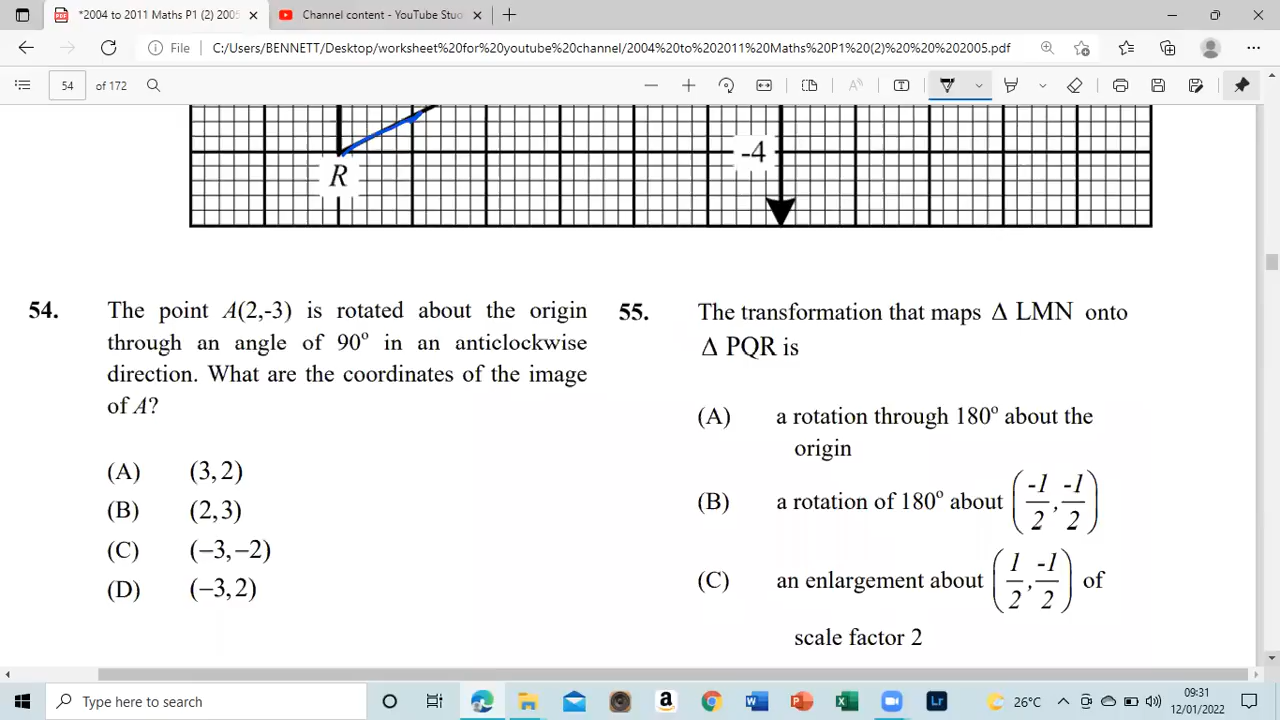 *2004 to 2011 Maths P1 (2) 2005
Channel content - YouTube Stu
File
C:/Users/BENNETT/Desktop/worksheet%20for%20youtube%20channel/2004%20to%202011%20Maths%20P1%20(2)%20%20%202005.pdf
54 of 172
-4
R
54. The point A(2,-3) is rotated about the origin
through an angle of 90° in an anticlockwise
direction. What are the coordinates of the image
of A?
(A) (3, 2)
(B) (2,3)
(C) (−3,−2)
(D) (−3,2)
55. The transformation that maps Δ LMN onto
Δ PQR is
(A) a rotation through 180° about the
origin
(B) a rotation of 180° about (-1/2, -1/2)
(C) an enlargement about (1/2, -1/2) of
scale factor 2
Type here to search
26°C
09:31
12/01/2022